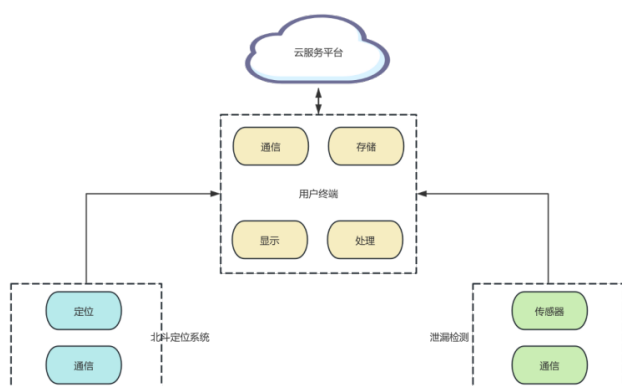 云服务平台
通信
存储
用户终端
显示
处理
定位
北斗定位系统
通信
传感器
泄漏检测
通信